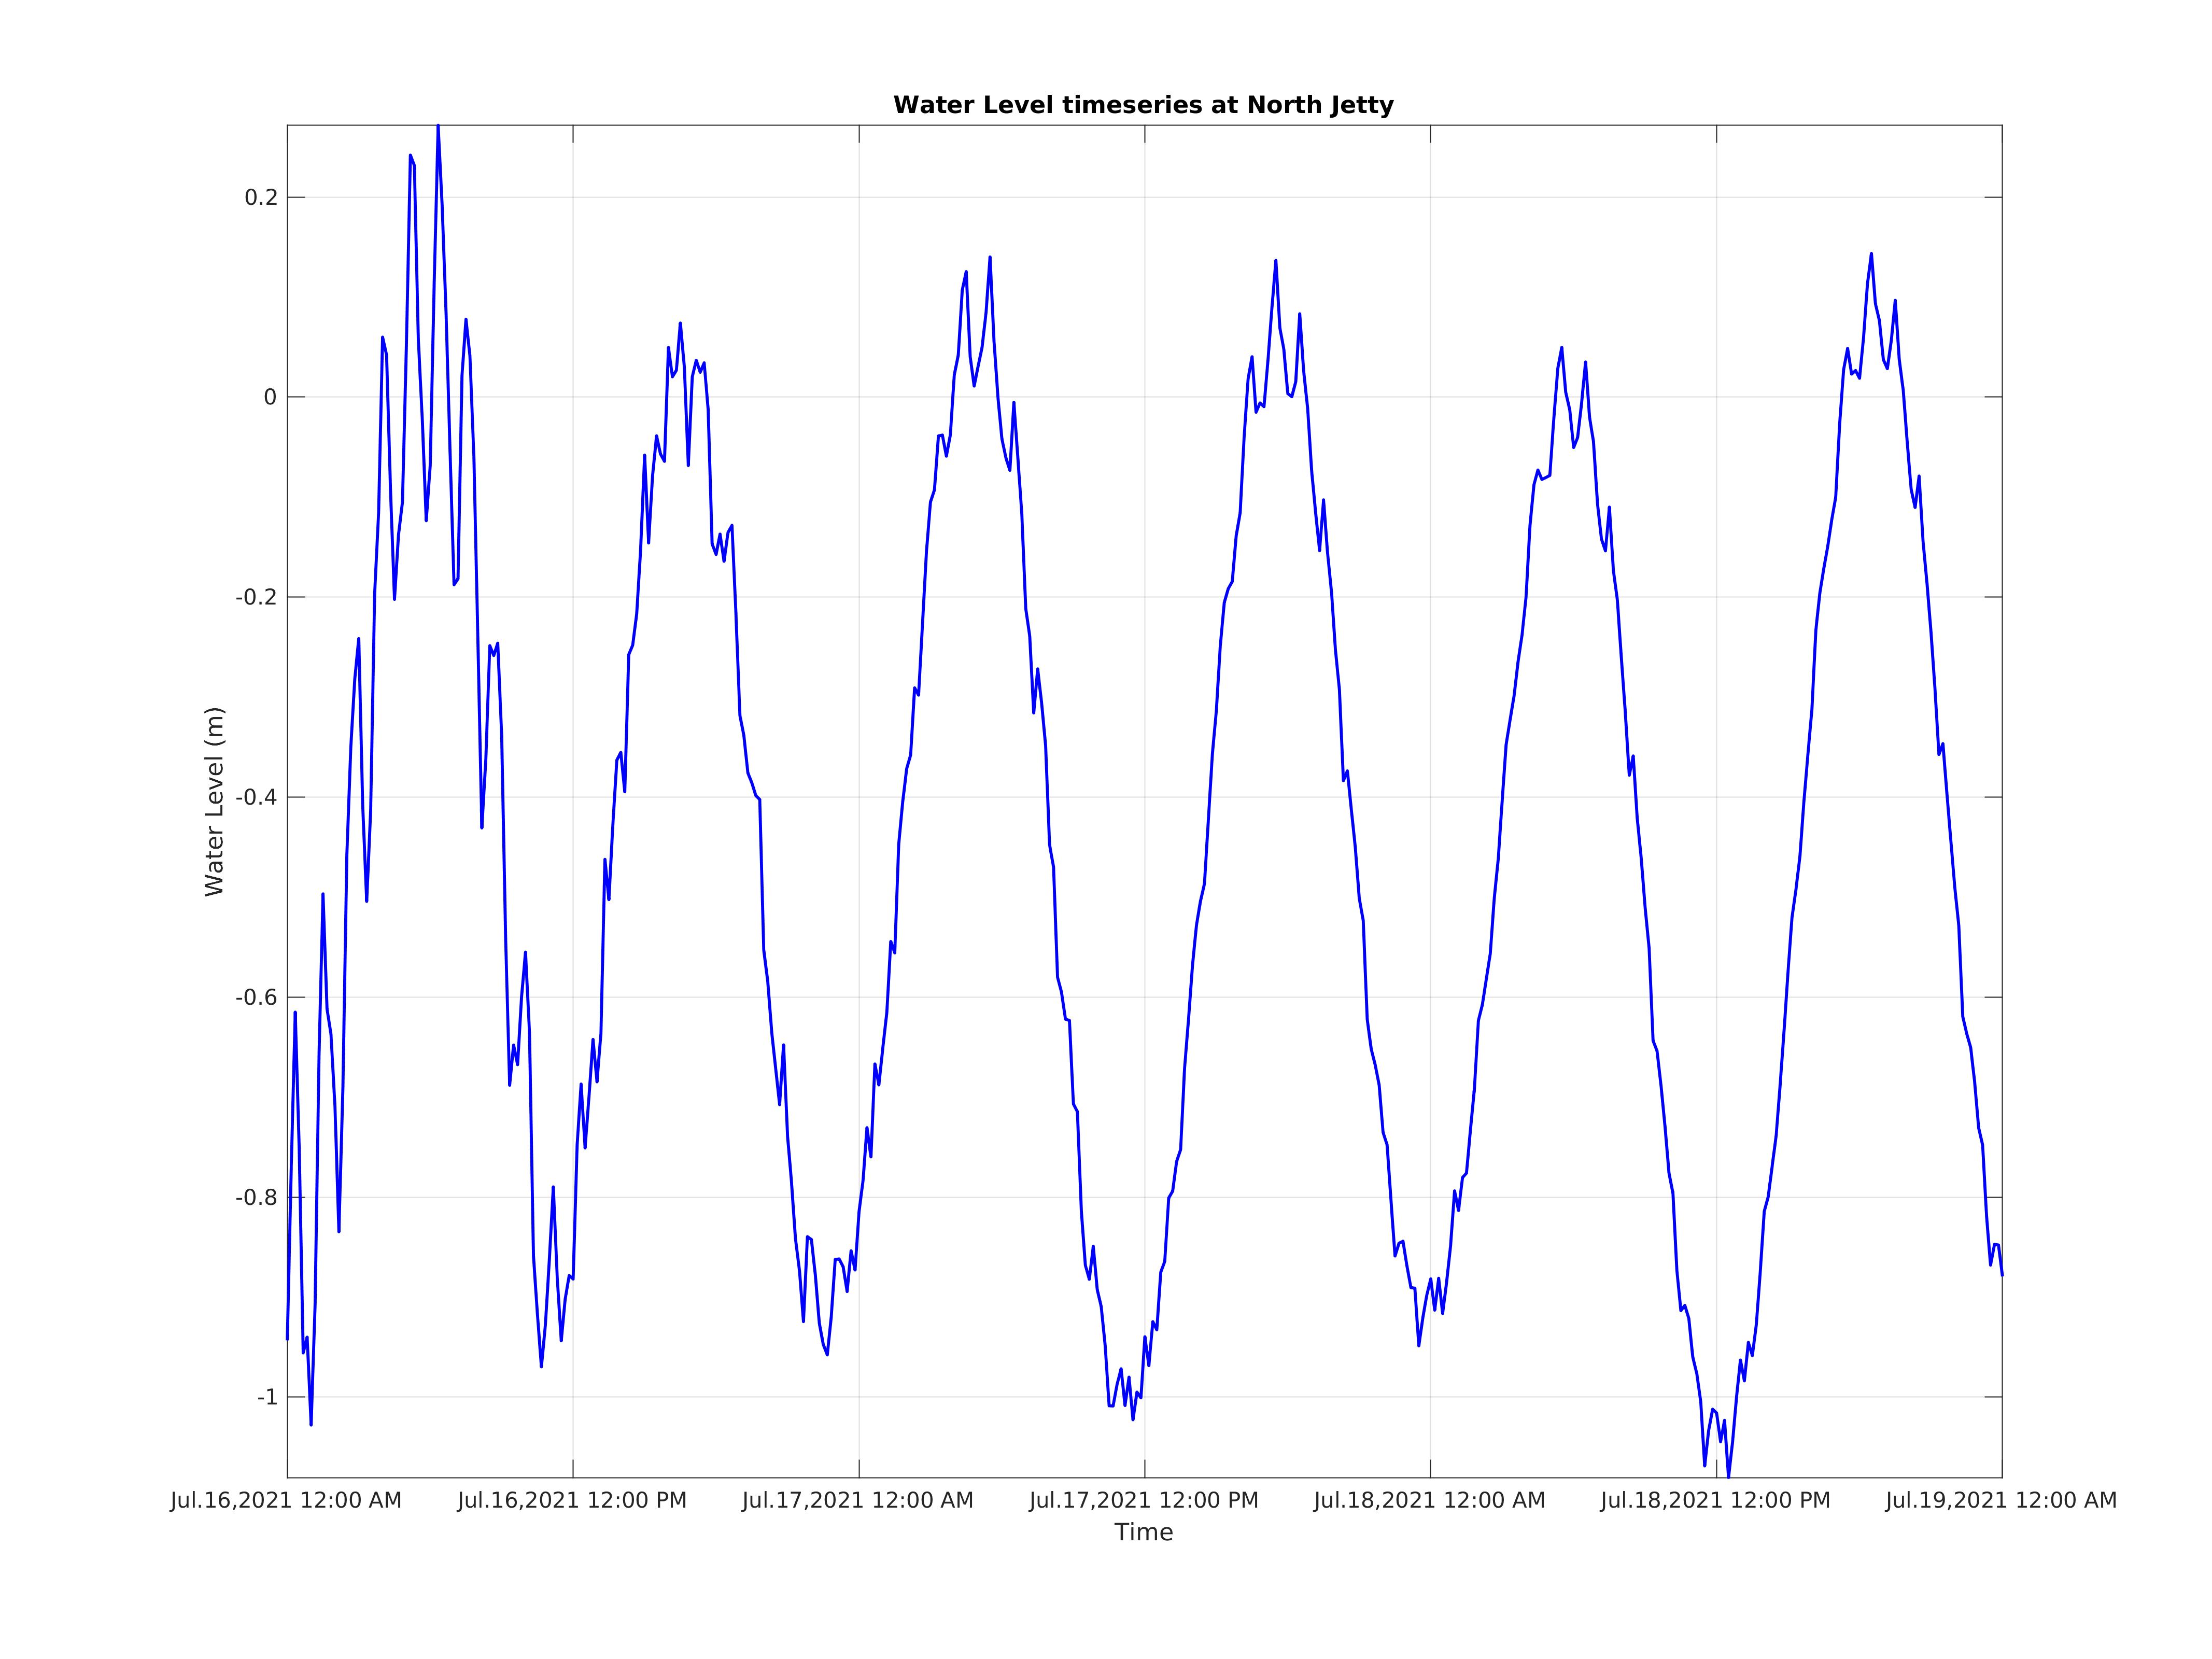 Water Level timeseries at North Jetty
0.2
0
-0.2
-0.4
-0.6
-0.8
-1
Water Level (m)
Jul.16,2021 12:00 AM
Jul.16,2021 12:00 PM
Jul.17,2021 12:00 AM
Jul.17,2021 12:00 PM
Jul.18,2021 12:00 AM
Jul.18,2021 12:00 PM
Jul.19,2021 12:00 AM
Time